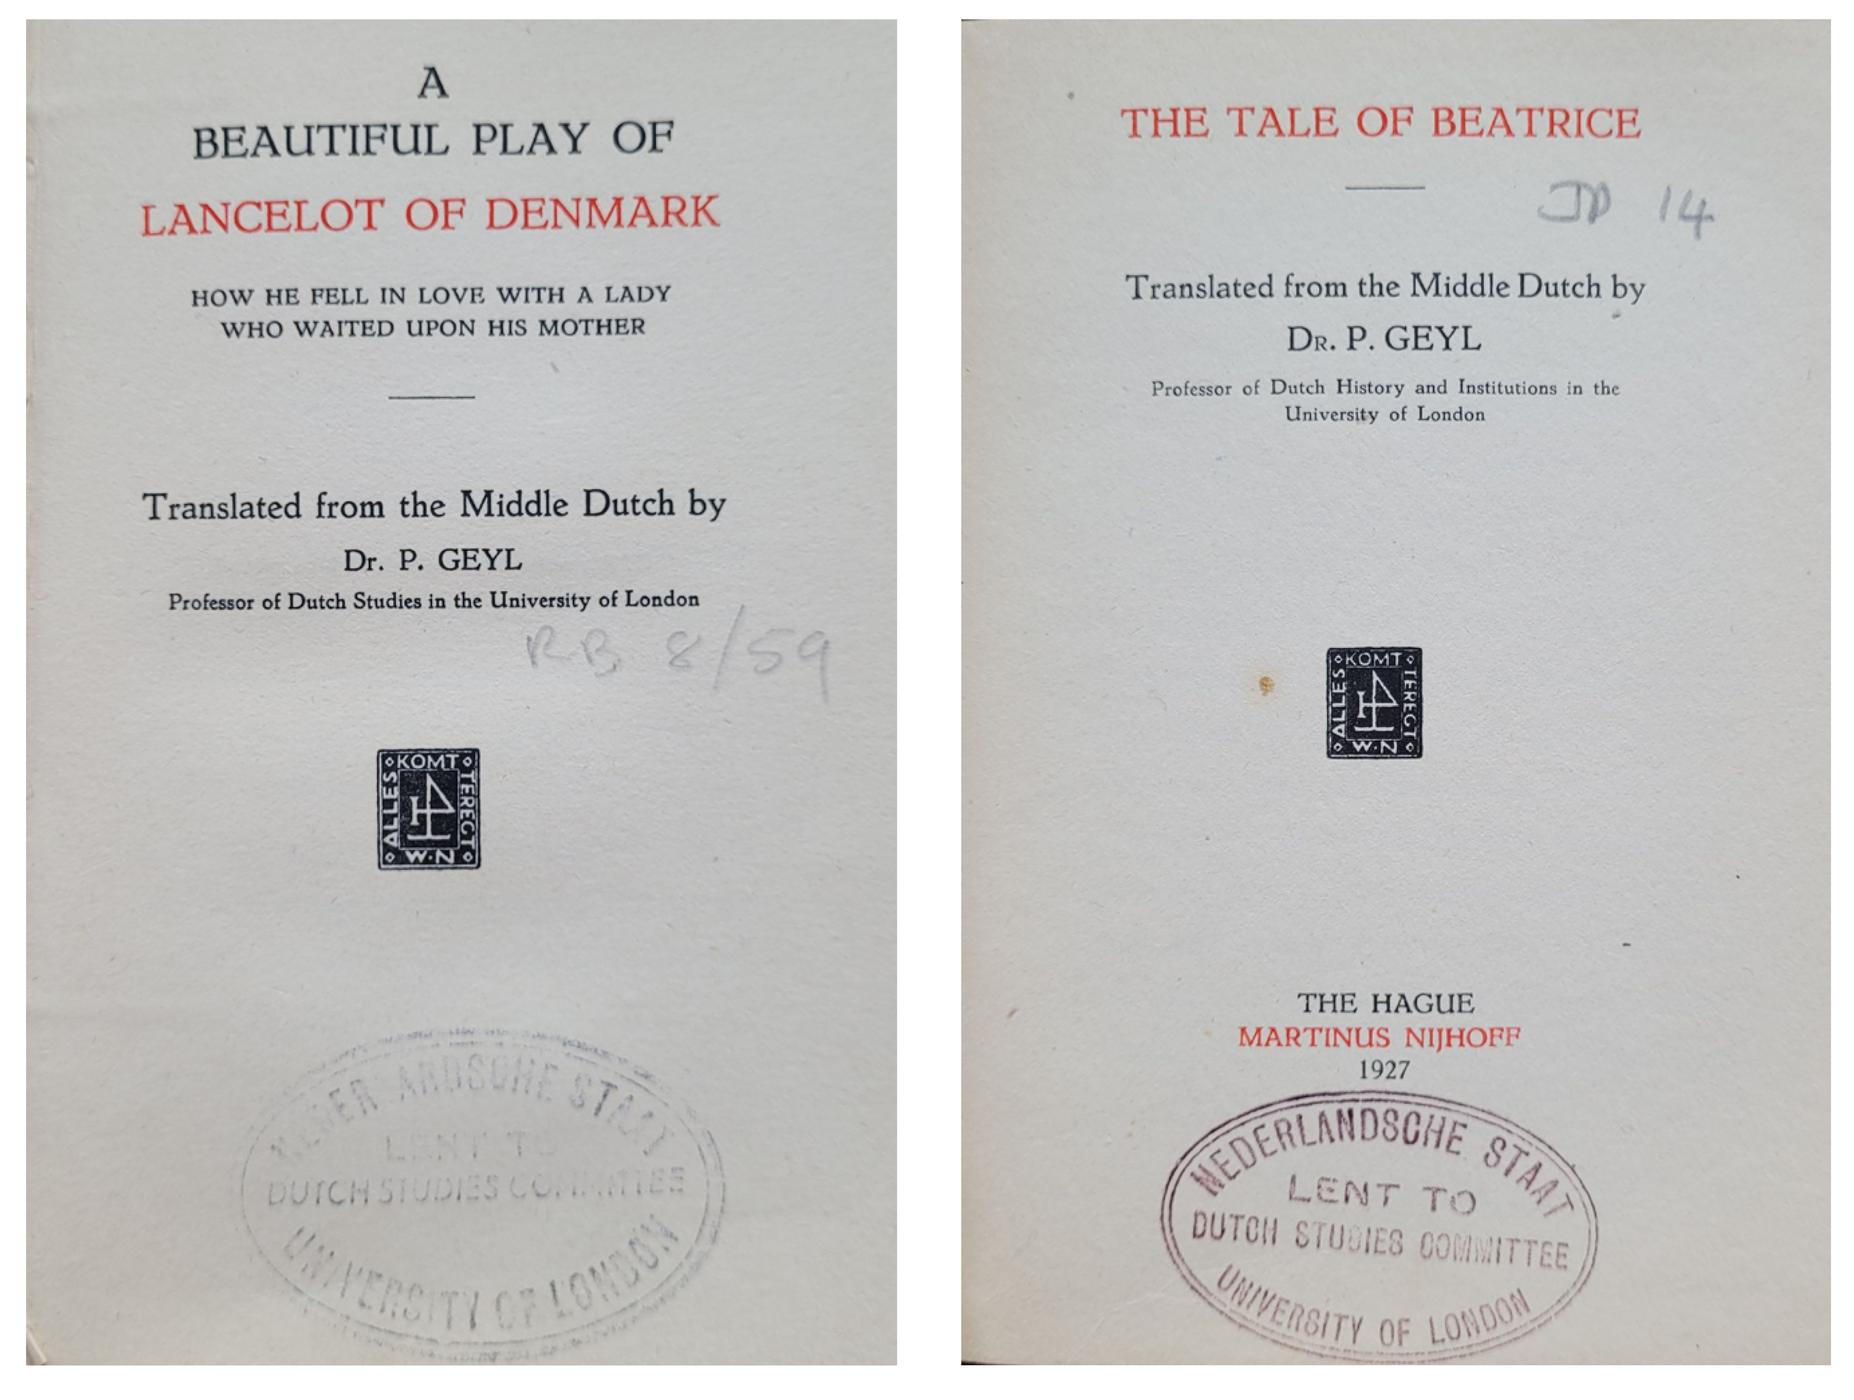 A
BEAUTIFUL PLAY OF
LANCELOT OF DENMARK
HOW HE FELL IN LOVE WITH A LADY
WHO WAITED UPON HIS MOTHER
Translated from the Middle Dutch by
Dr. P. GEYL
Professor of Dutch Studies in the University of London
RB 8/59
ALLES KOMT TERECT
W.N
NEDERLANDSCHE STAAT
LENT TO
DUTCH STUDIES COMMITTEE
UNIVERSITY OF LONDON
THE TALE OF BEATRICE
JD 14
Translated from the Middle Dutch by
DR. P. GEYL
Professor of Dutch History and Institutions in the
University of London
ALLES KOMT TERECT
W.N
THE HAGUE
MARTINUS NIJHOFF
1927
NEDERLANDSCHE STAAT
LENT TO
DUTCH STUDIES COMMITTEE
UNIVERSITY OF LONDON